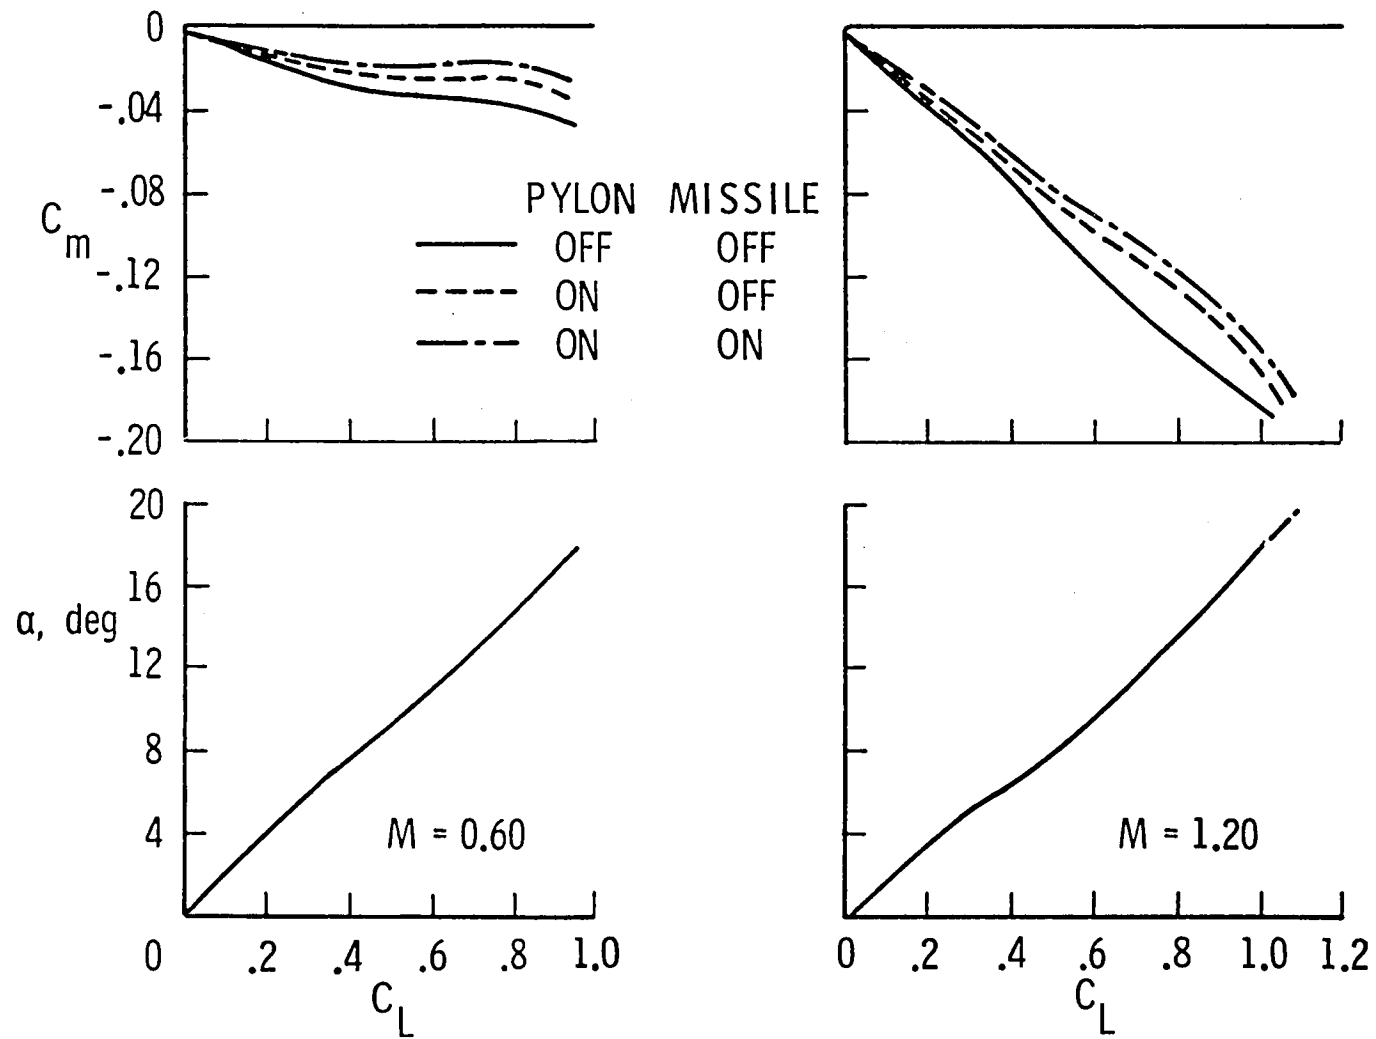 0
-.04
-.08
C_m
-.12
-.16
-.20
PYLON MISSILE
OFF OFF
ON OFF
ON ON
20
16
α, deg
12
8
4
M = 0.60
M = 1.20
0 .2 .4 .6 .8 1.0
0 .2 .4 .6 .8 1.0 1.2
C_L
C_L